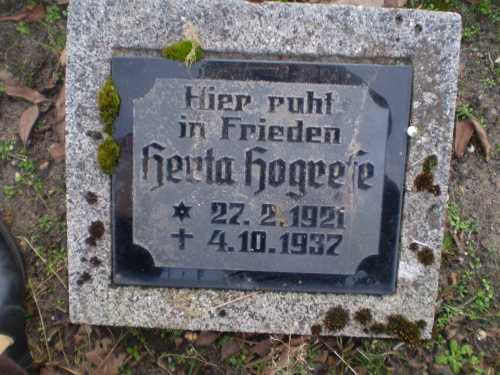 Hier ruht
in Frieden
Herta Hogrefe
* 27. 2. 1921
+ 4. 10. 1937